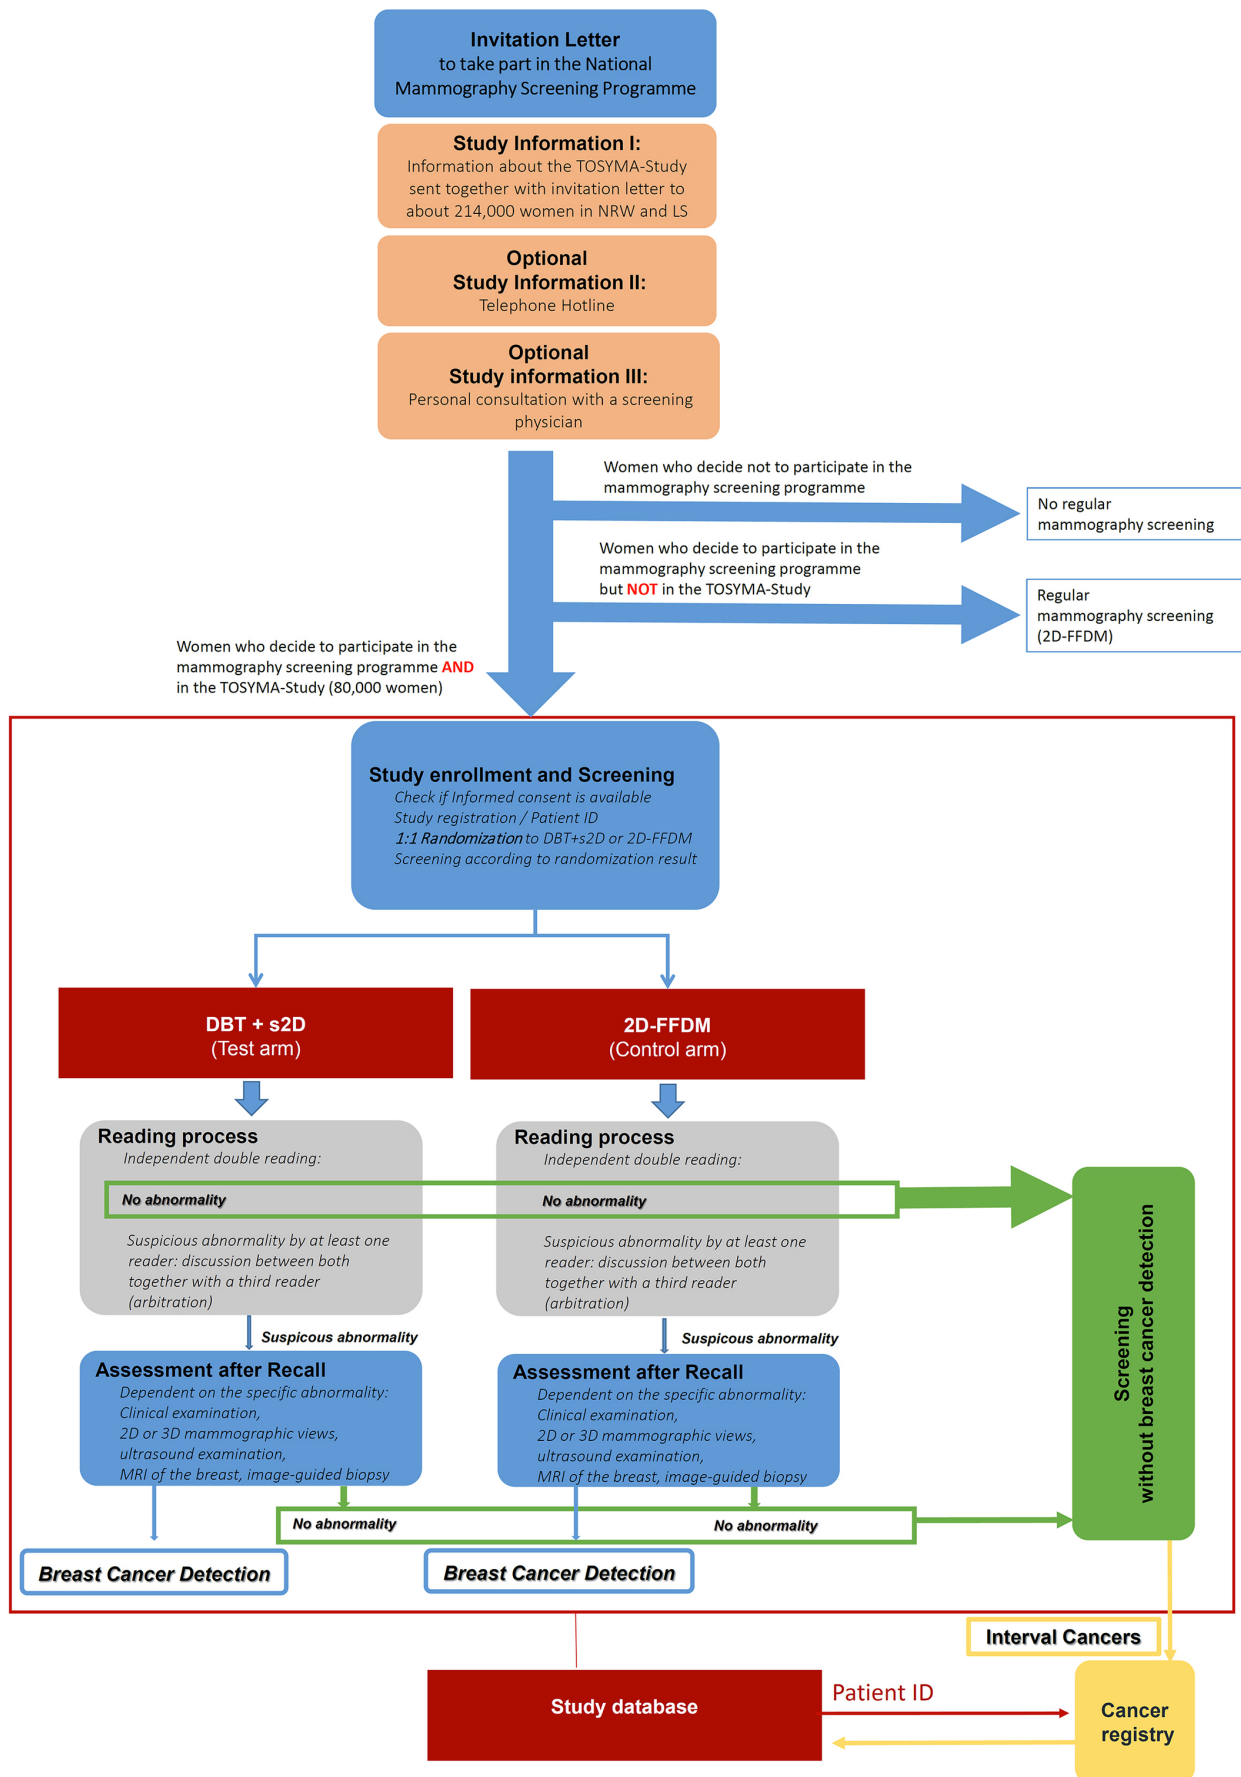 Invitation Letter
to take part in the National
Mammography Screening Programme
Study Information I:
Information about the TOSYMA-Study
sent together with invitation letter to
about 214,000 women in NRW and LS
Optional
Study Information II:
Telephone Hotline
Optional
Study information III:
Personal consultation with a screening
physician
Women who decide not to participate in the
mammography screening programme
No regular
mammography screening
Women who decide to participate in the
mammography screening programme
but NOT in the TOSYMA-Study
Regular
mammography screening
(2D-FFDM)
Women who decide to participate in the
mammography screening programme AND
in the TOSYMA-Study (80,000 women)
Study enrollment and Screening
Check if Informed consent is available
Study registration / Patient ID
1:1 Randomization to DBT+s2D or 2D-FFDM
Screening according to randomization result
DBT + s2D
(Test arm)
2D-FFDM
(Control arm)
Reading process
Independent double reading:
No abnormality
Suspicious abnormality by at least one
reader: discussion between both
together with a third reader
(arbitration)
Reading process
Independent double reading:
No abnormality
Suspicious abnormality by at least one
reader: discussion between both
together with a third reader
(arbitration)
Suspicous abnormality
Suspicous abnormality
Assessment after Recall
Dependent on the specific abnormality:
Clinical examination,
2D or 3D mammographic views,
ultrasound examination,
MRI of the breast, image-guided biopsy
Assessment after Recall
Dependent on the specific abnormality:
Clinical examination,
2D or 3D mammographic views,
ultrasound examination,
MRI of the breast, image-guided biopsy
No abnormality
No abnormality
Breast Cancer Detection
Breast Cancer Detection
Screening
without breast cancer detection
Interval Cancers
Study database
Patient ID
Cancer
registry